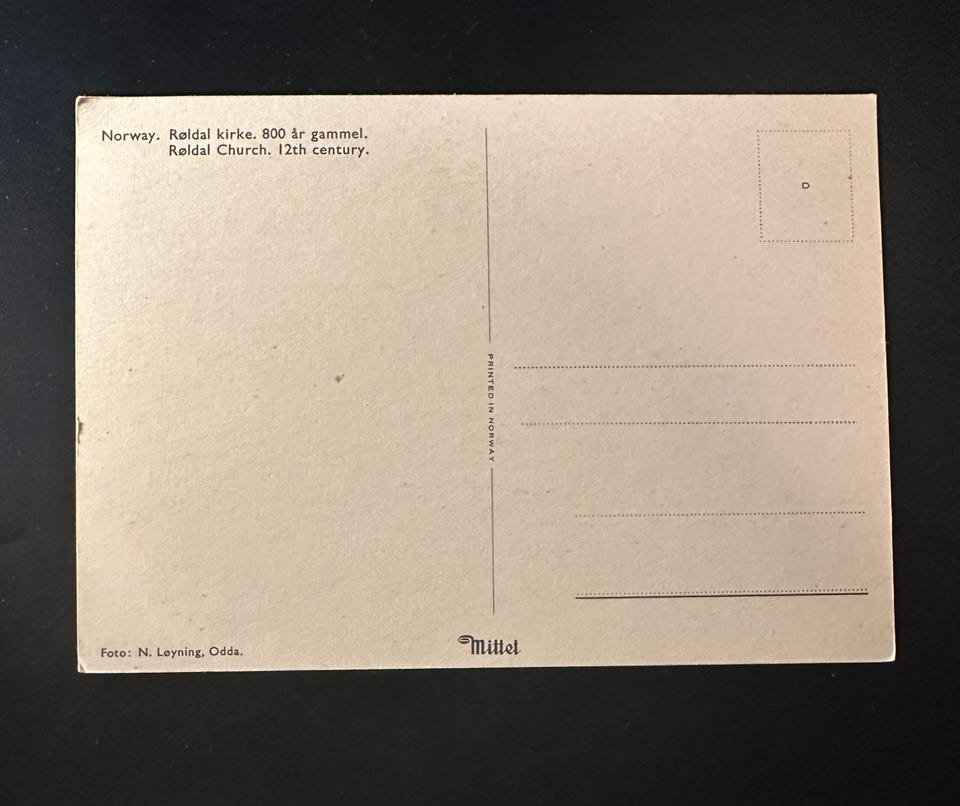 Norway. Røldal kirke. 800 år gammel.
Røldal Church. 12th century.
D
PRINTED IN NORWAY
Foto: N. Løyning, Odda.
Mittet